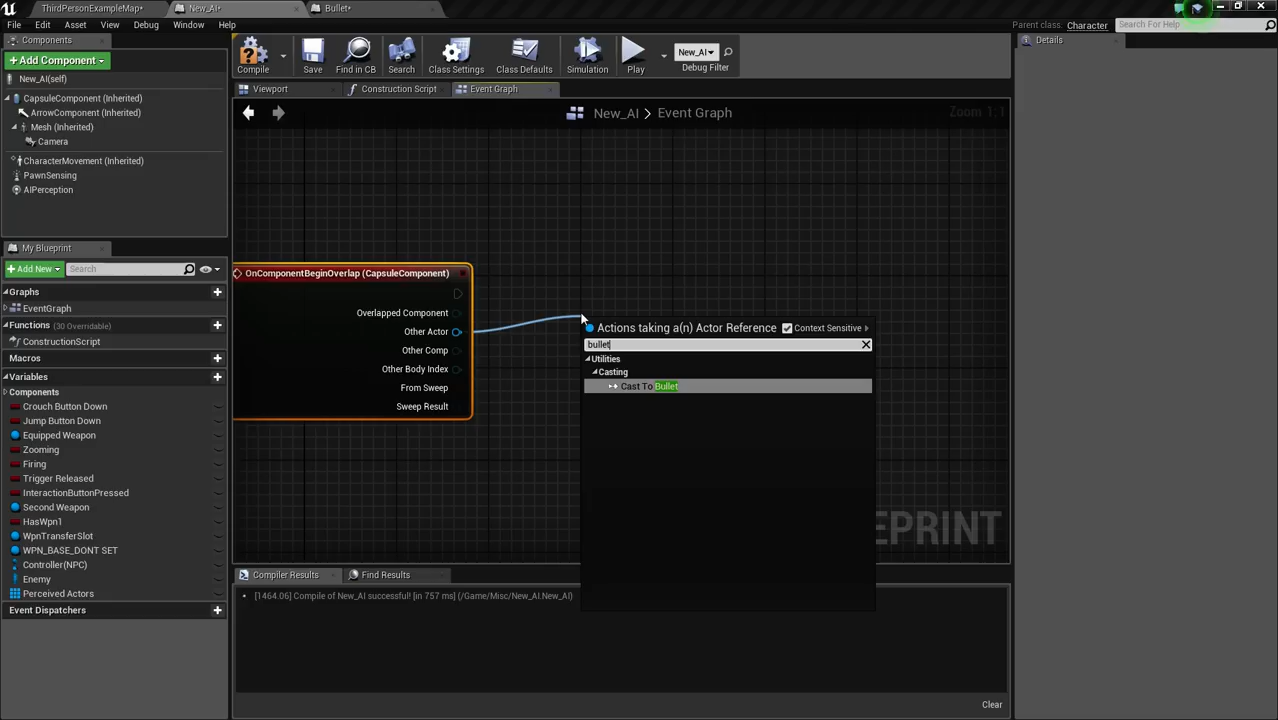 ThirdPersonExampleMap*
New_AI*
Bullet*
File Edit Asset View Debug Window Help
Parent class: Character
Search For Help
Components
Details
+Add Component
New_AI(self)
CapsuleComponent (Inherited)
ArrowComponent (Inherited)
Mesh (Inherited)
Camera
CharacterMovement (Inherited)
PawnSensing
AIPerception
Compile
Save
Find in CB
Search
Class Settings
Class Defaults
Simulation
Play
New_AI
Debug Filter
Viewport
Construction Script
Event Graph
New_AI > Event Graph
Zoom 1:1
My Blueprint
+Add New
Search
Graphs
EventGraph
Functions (30 Overridable)
ConstructionScript
Macros
Variables
Components
Crouch Button Down
Jump Button Down
Equipped Weapon
Zooming
Firing
Trigger Released
InteractionButtonPressed
Second Weapon
HasWpn1
WpnTransferSlot
WPN_BASE_DONT SET
Controller(NPC)
Enemy
Perceived Actors
Event Dispatchers
OnComponentBeginOverlap (CapsuleComponent)
Overlapped Component
Other Actor
Other Comp
Other Body Index
From Sweep
Sweep Result
Actions taking a(n) Actor Reference
Context Sensitive
bullet
Utilities
Casting
Cast To Bullet
EPRINT
Compiler Results
Find Results
[1464.06] Compile of New_AI successful! [in 757 ms] (/Game/Misc/New_AI.New_AI)
Clear